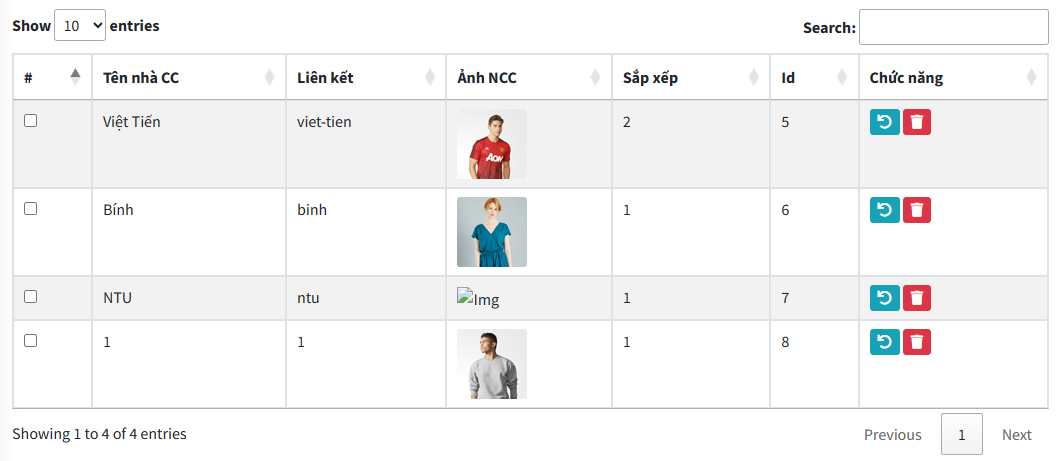 Show 10 entries
Search:
# Tên nhà CC Liên kết Ảnh NCC Sắp xếp Id Chức năng
Việt Tiến viet-tien AON 2 5
Bính binh 1 6
NTU ntu Img 1 7
1 1 1 8
Showing 1 to 4 of 4 entries
Previous 1 Next